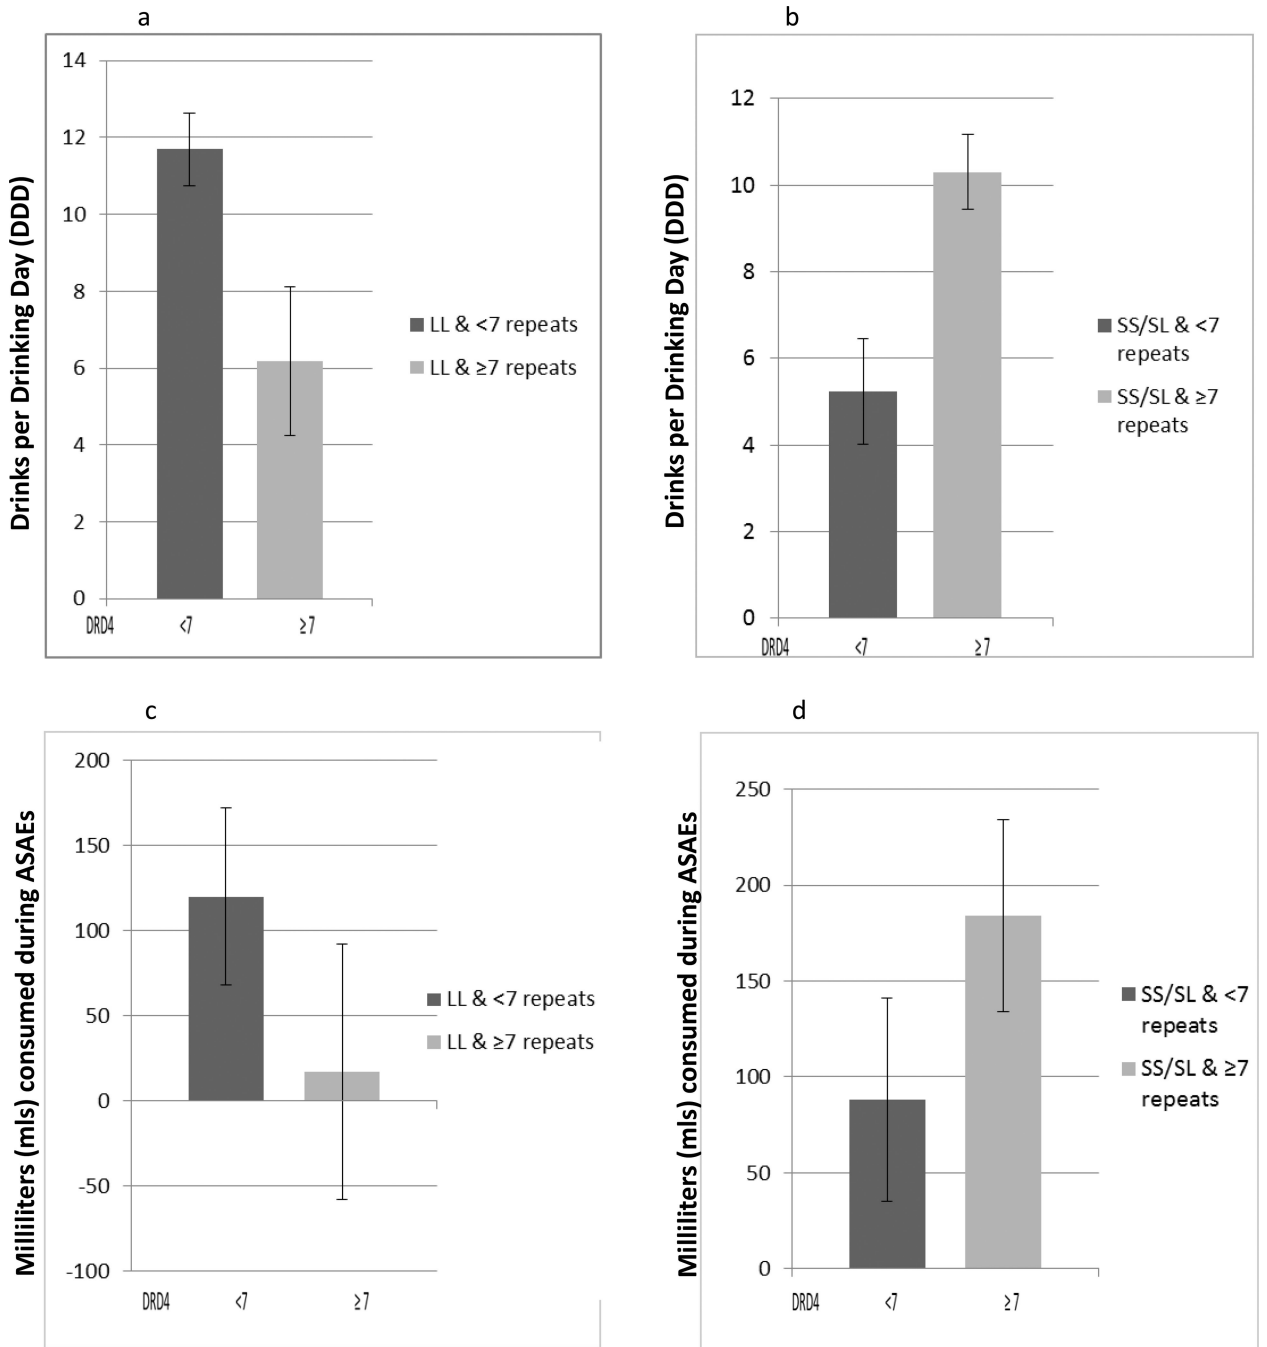 a
Drinks per Drinking Day (DDD)
14
12
10
8
6
4
2
0
DRD4 <7 ≥7
LL & <7 repeats
LL & ≥7 repeats
b
Drinks per Drinking Day (DDD)
12
10
8
6
4
2
0
DRD4 <7 ≥7
SS/SL & <7
repeats
SS/SL & ≥7
repeats
c
Milliliters (mls) consumed during ASAEs
200
150
100
50
0
-50
-100
DRD4 <7 ≥7
LL & <7 repeats
LL & ≥7 repeats
d
Milliliters (mls) consumed during ASAEs
250
200
150
100
50
0
DRD4 <7 ≥7
SS/SL & <7
repeats
SS/SL & ≥7
repeats